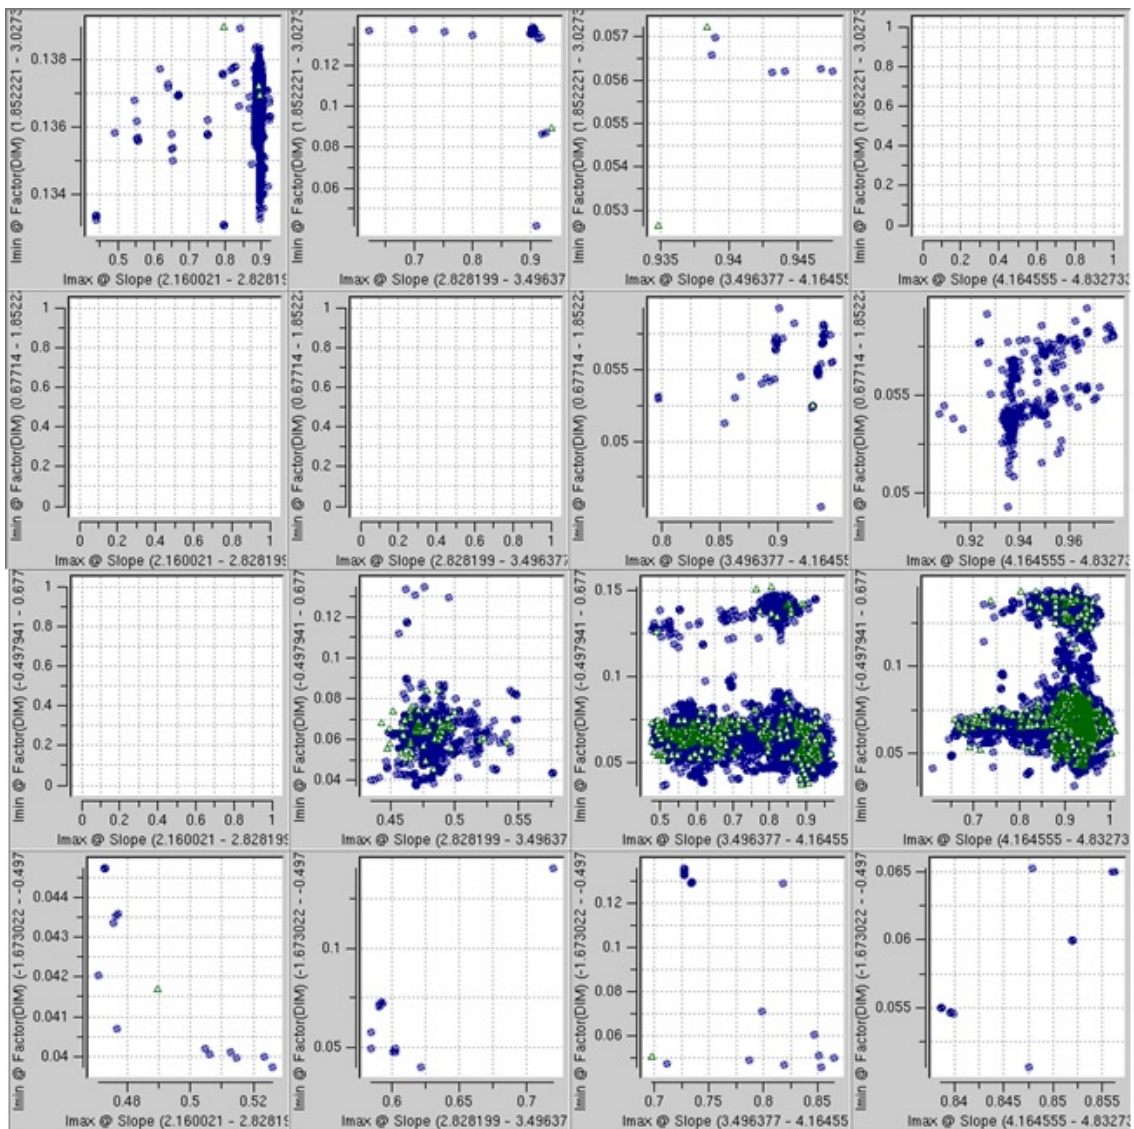 Imin @ Factor(DIM) (1.852221 - 3.0273
0.138
0.136
0.134
0.5 0.6 0.7 0.8 0.9
Imax @ Slope (2.160021 - 2.82819
Imin @ Factor(DIM) (1.852221 - 3.0273
0.12
0.1
0.08
0.06
0.7 0.8 0.9
Imax @ Slope (2.828199 - 3.49637
Imin @ Factor(DIM) (1.852221 - 3.0273
0.057
0.056
0.055
0.054
0.053
0.935 0.94 0.945
Imax @ Slope (3.496377 - 4.16455
Imin @ Factor(DIM) (1.852221 - 3.0273
1
0.8
0.6
0.4
0.2
0
0 0.2 0.4 0.6 0.8 1
Imax @ Slope (4.164555 - 4.83273
Imin @ Factor(DIM) (0.67714 - 1.85222
1
0.8
0.6
0.4
0.2
0
0 0.2 0.4 0.6 0.8 1
Imax @ Slope (2.160021 - 2.82819
Imin @ Factor(DIM) (0.67714 - 1.8522
1
0.8
0.6
0.4
0.2
0
0 0.2 0.4 0.6 0.8 1
Imax @ Slope (2.828199 - 3.496377
Imin @ Factor(DIM) (0.67714 - 1.8522
0.055
0.05
0.8 0.85 0.9
Imax @ Slope (3.496377 - 4.16455
Imin @ Factor(DIM) (0.67714 - 1.8522
0.055
0.05
0.92 0.94 0.96
Imax @ Slope (4.164555 - 4.83273
Imin @ Factor(DIM) (-0.497941 - 0.677
1
0.8
0.6
0.4
0.2
0
0 0.2 0.4 0.6 0.8 1
Imax @ Slope (2.160021 - 2.82819
Imin @ Factor(DIM) (-0.497941 - 0.677
0.12
0.1
0.08
0.06
0.04
0.45 0.5 0.55
Imax @ Slope (2.828199 - 3.49637
Imin @ Factor(DIM) (-0.497941 - 0.677
0.15
0.1
0.05
0.5 0.6 0.7 0.8 0.9
Imax @ Slope (3.496377 - 4.16455
Imin @ Factor(DIM) (-0.497941 - 0.677
0.1
0.05
0.7 0.8 0.9 1
Imax @ Slope (4.164555 - 4.83273
Imin @ Factor(DIM) (-1.673022 - -0.497
0.044
0.043
0.042
0.041
0.04
0.48 0.5 0.52
Imax @ Slope (2.160021 - 2.82819
Imin @ Factor(DIM) (-1.673022 - -0.497
0.1
0.05
0.6 0.65 0.7
Imax @ Slope (2.828199 - 3.49637
Imin @ Factor(DIM) (-1.673022 - -0.497
0.12
0.1
0.08
0.06
0.7 0.75 0.8 0.85
Imax @ Slope (3.496377 - 4.16455
Imin @ Factor(DIM) (-1.673022 - -0.497
0.065
0.06
0.055
0.84 0.845 0.85 0.855
Imax @ Slope (4.164555 - 4.83273